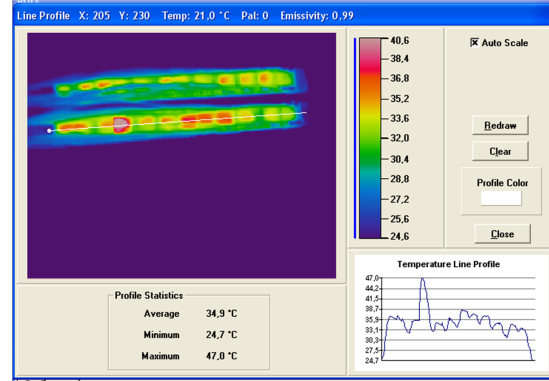 Line Profile X: 205 Y: 230 Temp: 21,0 °C Pal: 0 Emissivity: 0,99
40,6
38,4
36,8
35,2
33,6
32,0
30,4
28,8
27,2
25,6
24,6
Auto Scale
Redraw
Clear
Profile Color
Close
Profile Statistics
Average 34,9 °C
Minimum 24,7 °C
Maximum 47,0 °C
Temperature Line Profile
47,0
44,2
41,5
38,7
35,9
33,1
30,3
27,5
24,7